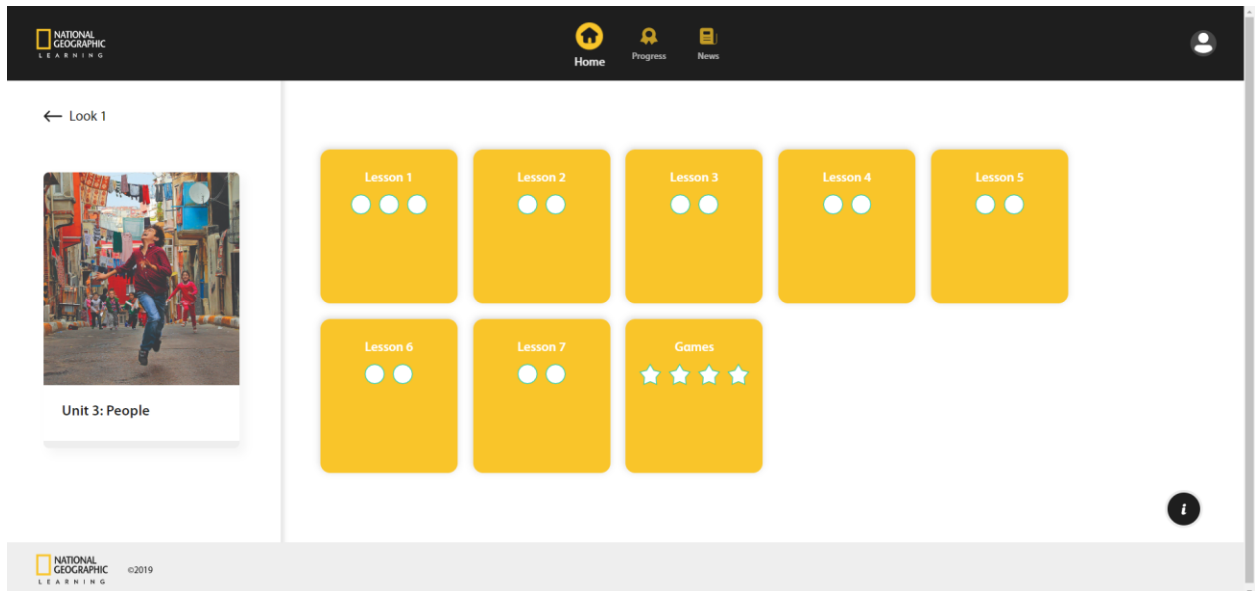 NATIONAL
GEOGRAPHIC
LEARNING
Home
Progress
News
Look 1
Unit 3: People
Lesson 1
Lesson 2
Lesson 3
Lesson 4
Lesson 5
Lesson 6
Lesson 7
Games
i
NATIONAL
GEOGRAPHIC
LEARNING
©2019